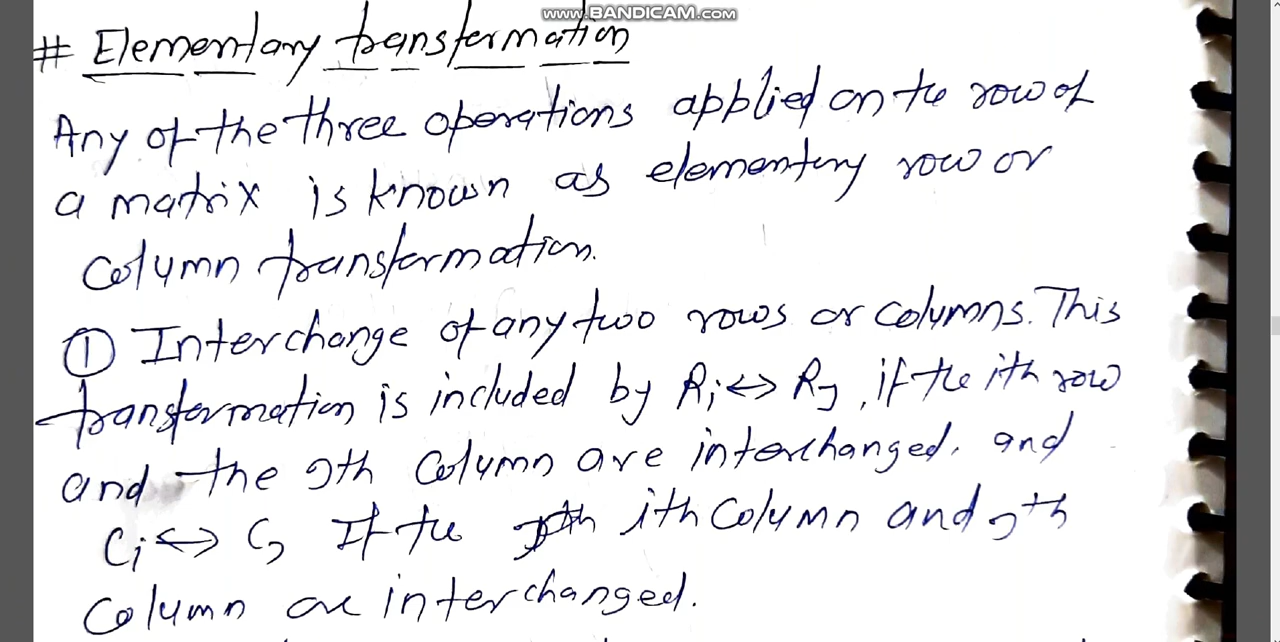 www.BANDICAM.com
# Elementary transformation
Any of the three operations applied on the row of
a matrix is known as elementry row or
column transformation.
① Interchange of any two rows or columns. This
transformation is included by Ri↔Rj, if the ith row
and the jth column are interchanged. and
Ci↔Cj If the ith column and jth
column are interchanged.